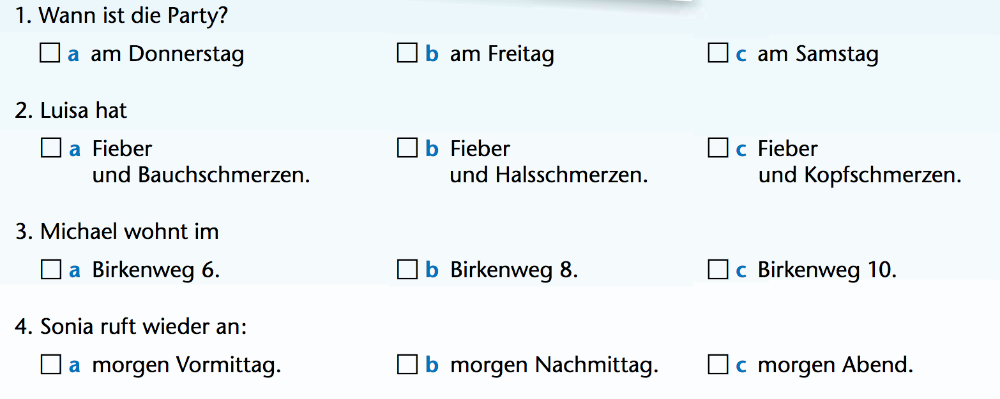 1. Wann ist die Party?
☐ a am Donnerstag ☐ b am Freitag ☐ c am Samstag
2. Luisa hat
☐ a Fieber ☐ b Fieber ☐ c Fieber
und Bauchschmerzen. und Halsschmerzen. und Kopfschmerzen.
3. Michael wohnt im
☐ a Birkenweg 6. ☐ b Birkenweg 8. ☐ c Birkenweg 10.
4. Sonia ruft wieder an:
☐ a morgen Vormittag. ☐ b morgen Nachmittag. ☐ c morgen Abend.